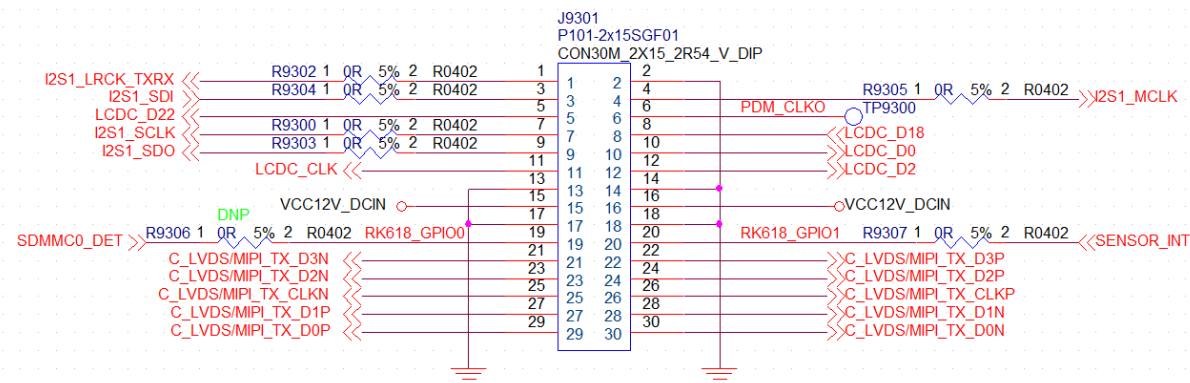 J9301
P101-2x15SGF01
CON30M_2X15_2R54_V_DIP
I2S1_LRCK_TXRX R9302 1 0R 5% 2 R0402 1 1 2 2
I2S1_SDI R9304 1 0R 5% 2 R0402 3 3 4 4 R9305 1 0R 5% 2 R0402 I2S1_MCLK
LCDC_D22 5 5 6 6 PDM_CLKO TP9300
I2S1_SCLK R9300 1 0R 5% 2 R0402 7 7 8 8 LCDC_D18
I2S1_SDO R9303 1 0R 5% 2 R0402 9 9 10 10 LCDC_D0
LCDC_CLK 11 11 12 12 LCDC_D2
13 13 14 14
VCC12V_DCIN 15 15 16 16 VCC12V_DCIN
DNP 17 17 18 18
SDMMC0_DET R9306 1 0R 5% 2 R0402 RK618_GPIO0 19 19 20 20 RK618_GPIO1 R9307 1 0R 5% 2 R0402 SENSOR_INT
C_LVDS/MIPI_TX_D3N 21 21 22 22 C_LVDS/MIPI_TX_D3P
C_LVDS/MIPI_TX_D2N 23 23 24 24 C_LVDS/MIPI_TX_D2P
C_LVDS/MIPI_TX_CLKN 25 25 26 26 C_LVDS/MIPI_TX_CLKP
C_LVDS/MIPI_TX_D1P 27 27 28 28 C_LVDS/MIPI_TX_D1N
C_LVDS/MIPI_TX_D0P 29 29 30 30 C_LVDS/MIPI_TX_D0N